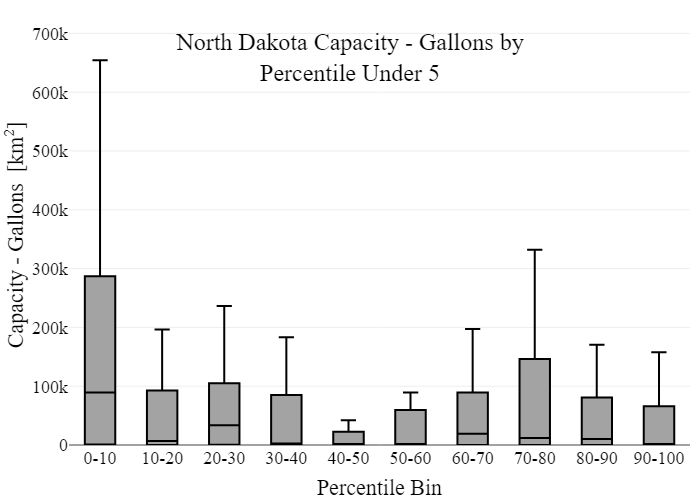 North Dakota Capacity - Gallons by
Percentile Under 5
Capacity - Gallons [km²]
700k
600k
500k
400k
300k
200k
100k
0
0-10 10-20 20-30 30-40 40-50 50-60 60-70 70-80 80-90 90-100
Percentile Bin